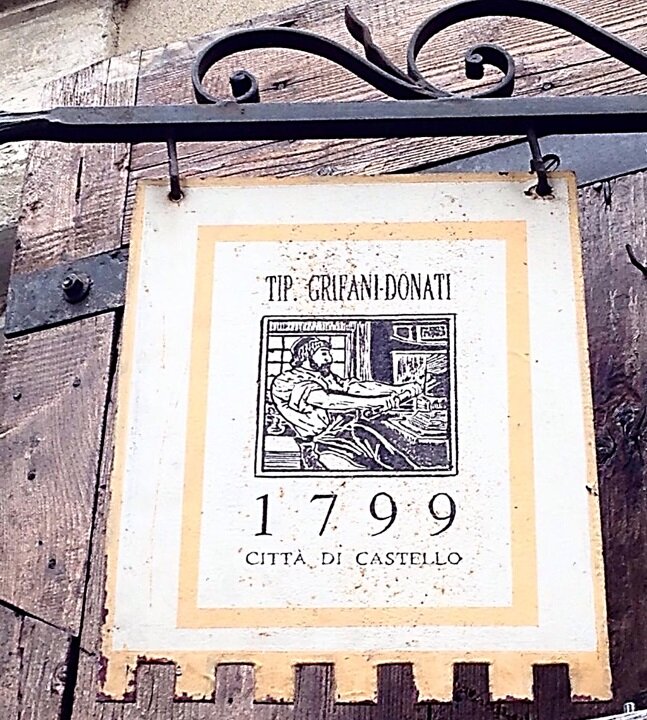 TIP. GRIFANI-DONATI
1799
CITTÀ DI CASTELLO